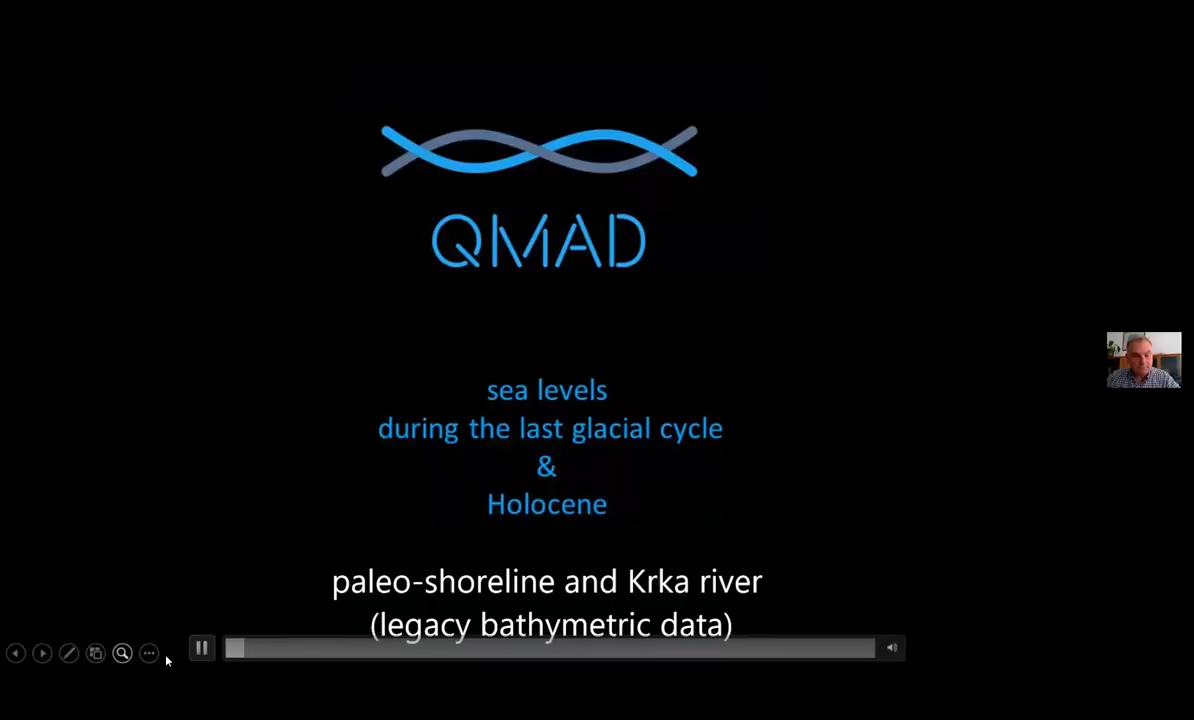 QMAD
sea levels
during the last glacial cycle
&
Holocene
paleo-shoreline and Krka river
(legacy bathymetric data)